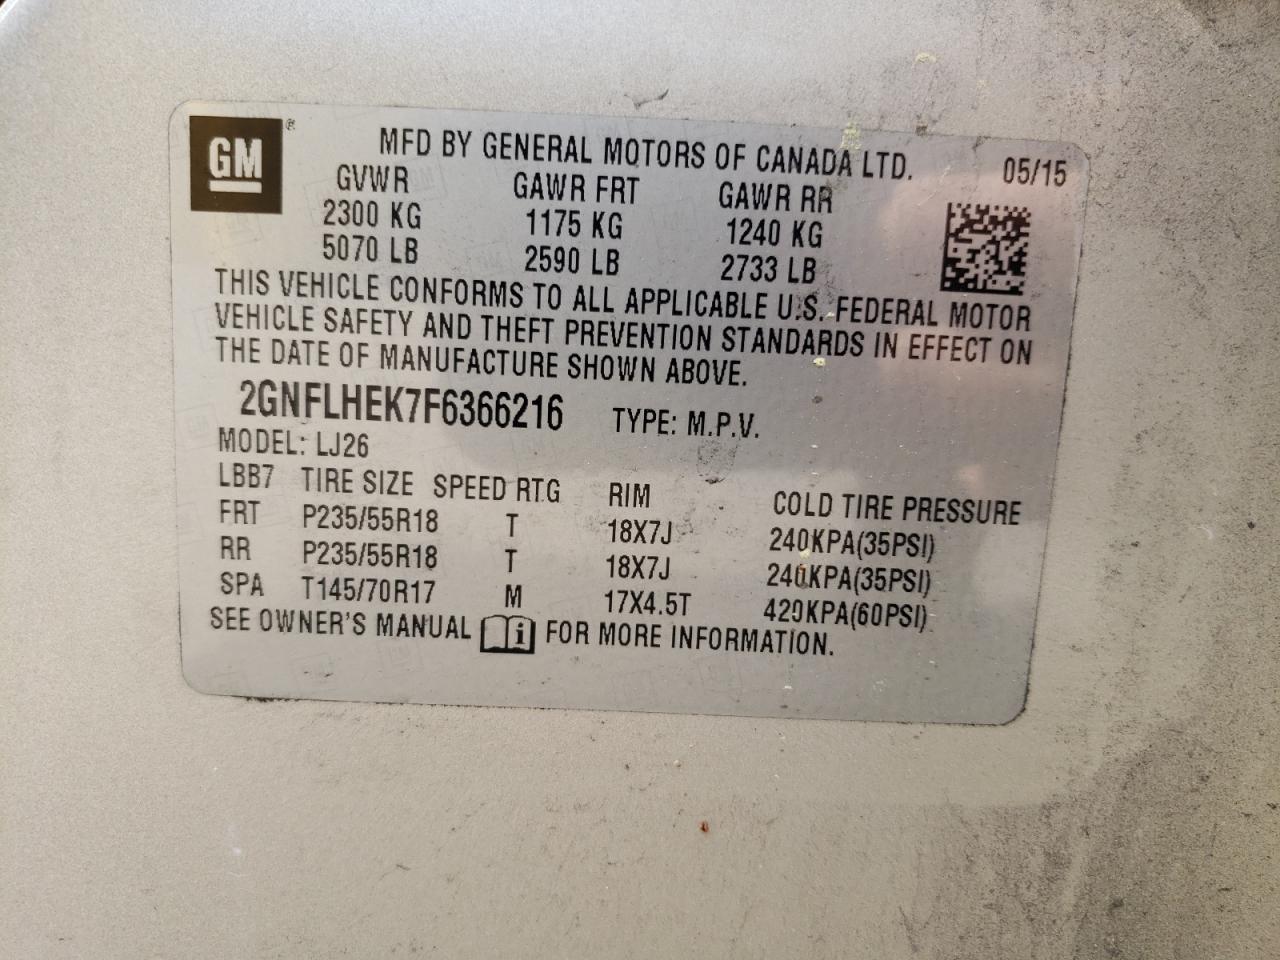 GM ®
MFD BY GENERAL MOTORS OF CANADA LTD. 05/15
GVWR GAWR FRT GAWR RR
2300 KG 1175 KG 1240 KG
5070 LB 2590 LB 2733 LB
THIS VEHICLE CONFORMS TO ALL APPLICABLE U.S. FEDERAL MOTOR
VEHICLE SAFETY AND THEFT PREVENTION STANDARDS IN EFFECT ON
THE DATE OF MANUFACTURE SHOWN ABOVE.
2GNFLHEK7F6366216 TYPE: M.P.V.
MODEL: LJ26
LBB7 TIRE SIZE SPEED RTG RIM COLD TIRE PRESSURE
FRT P235/55R18 T 18X7J 240KPA(35PSI)
RR P235/55R18 T 18X7J 240KPA(35PSI)
SPA T145/70R17 M 17X4.5T 420KPA(60PSI)
SEE OWNER'S MANUAL i FOR MORE INFORMATION.